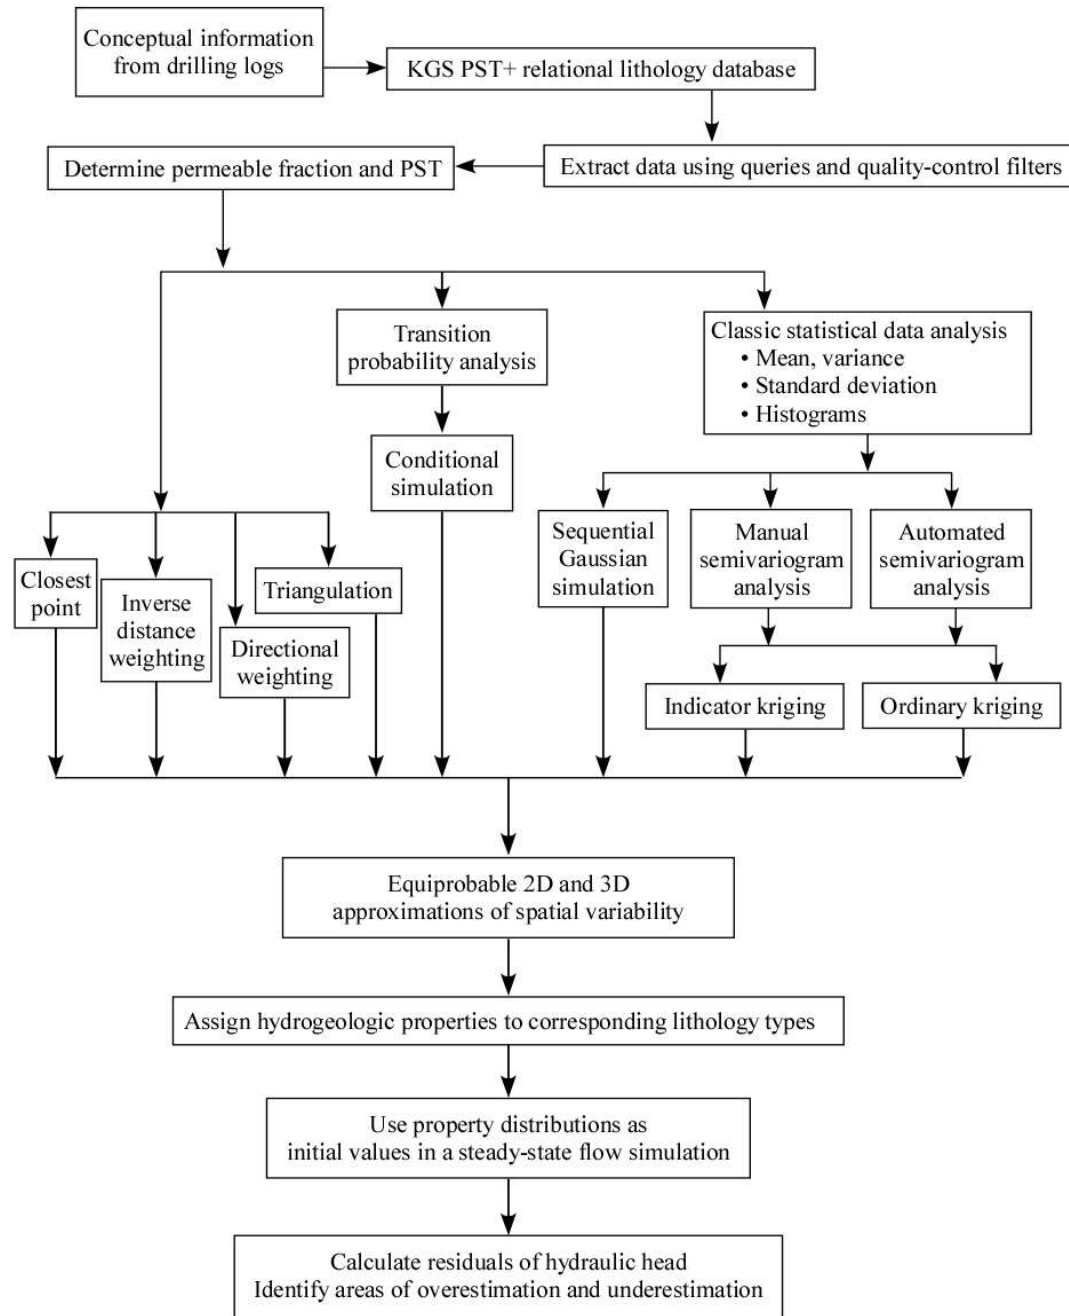 Conceptual information
from drilling logs
KGS PST+ relational lithology database
Extract data using queries and quality-control filters
Determine permeable fraction and PST
Transition
probability analysis
Conditional
simulation
Classic statistical data analysis
• Mean, variance
• Standard deviation
• Histograms
Closest
point
Inverse
distance
weighting
Directional
weighting
Triangulation
Sequential
Gaussian
simulation
Manual
semivariogram
analysis
Automated
semivariogram
analysis
Indicator kriging
Ordinary kriging
Equiprobable 2D and 3D
approximations of spatial variability
Assign hydrogeologic properties to corresponding lithology types
Use property distributions as
initial values in a steady-state flow simulation
Calculate residuals of hydraulic head
Identify areas of overestimation and underestimation